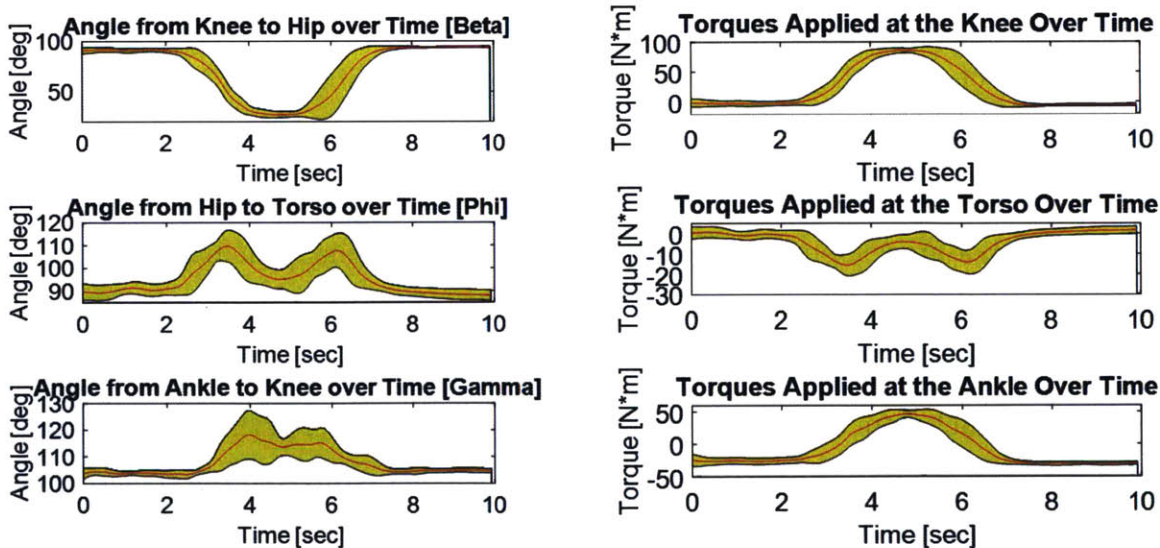 Angle from Knee to Hip over Time [Beta]
Angle [deg]
100
50
0 2 4 6 8 10
Time [sec]
Torques Applied at the Knee Over Time
Torque [N*m]
100
50
0
0 2 4 6 8 10
Time [sec]
Angle from Hip to Torso over Time [Phi]
Angle [deg]
120
110
100
90
0 2 4 6 8 10
Time [sec]
Torques Applied at the Torso Over Time
Torque [N*m]
0
-10
-20
-30
0 2 4 6 8 10
Time [sec]
Angle from Ankle to Knee over Time [Gamma]
Angle [deg]
130
120
110
100
0 2 4 6 8 10
Time [sec]
Torques Applied at the Ankle Over Time
Torque [N*m]
50
0
-50
0 2 4 6 8 10
Time [sec]